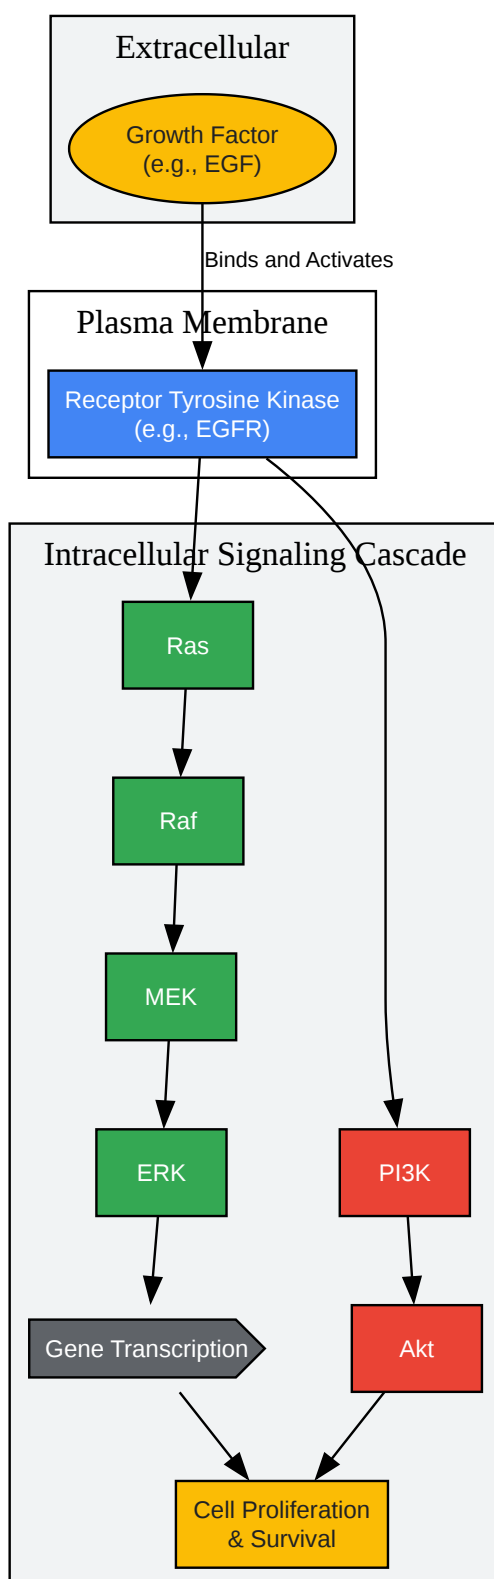 Extracellular
Growth Factor
(e.g., EGF)
Binds and Activates
Plasma Membrane
Receptor Tyrosine Kinase
(e.g., EGFR)
Intracellular Signaling Cascade
Ras
Raf
MEK
ERK
PI3K
Gene Transcription
Akt
Cell Proliferation
& Survival